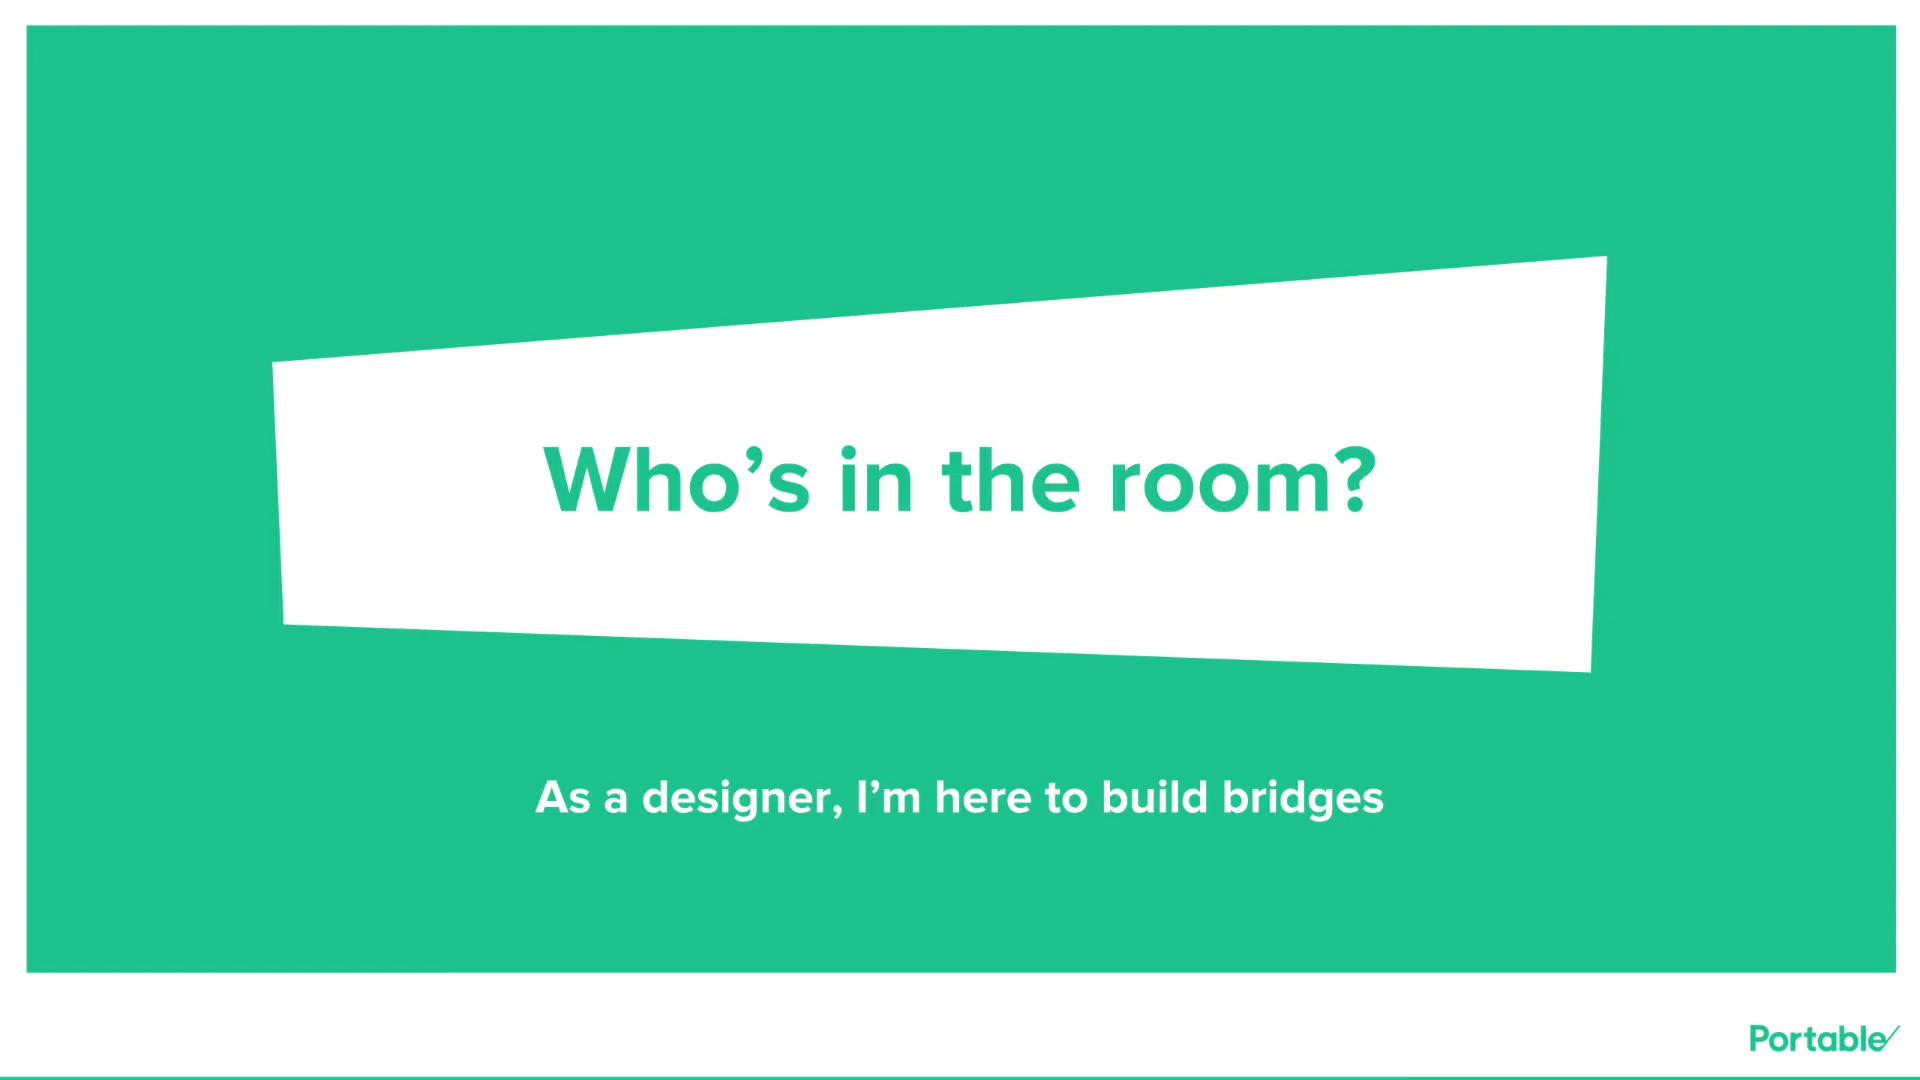 Who’s in the room?
As a designer, I’m here to build bridges
Portable